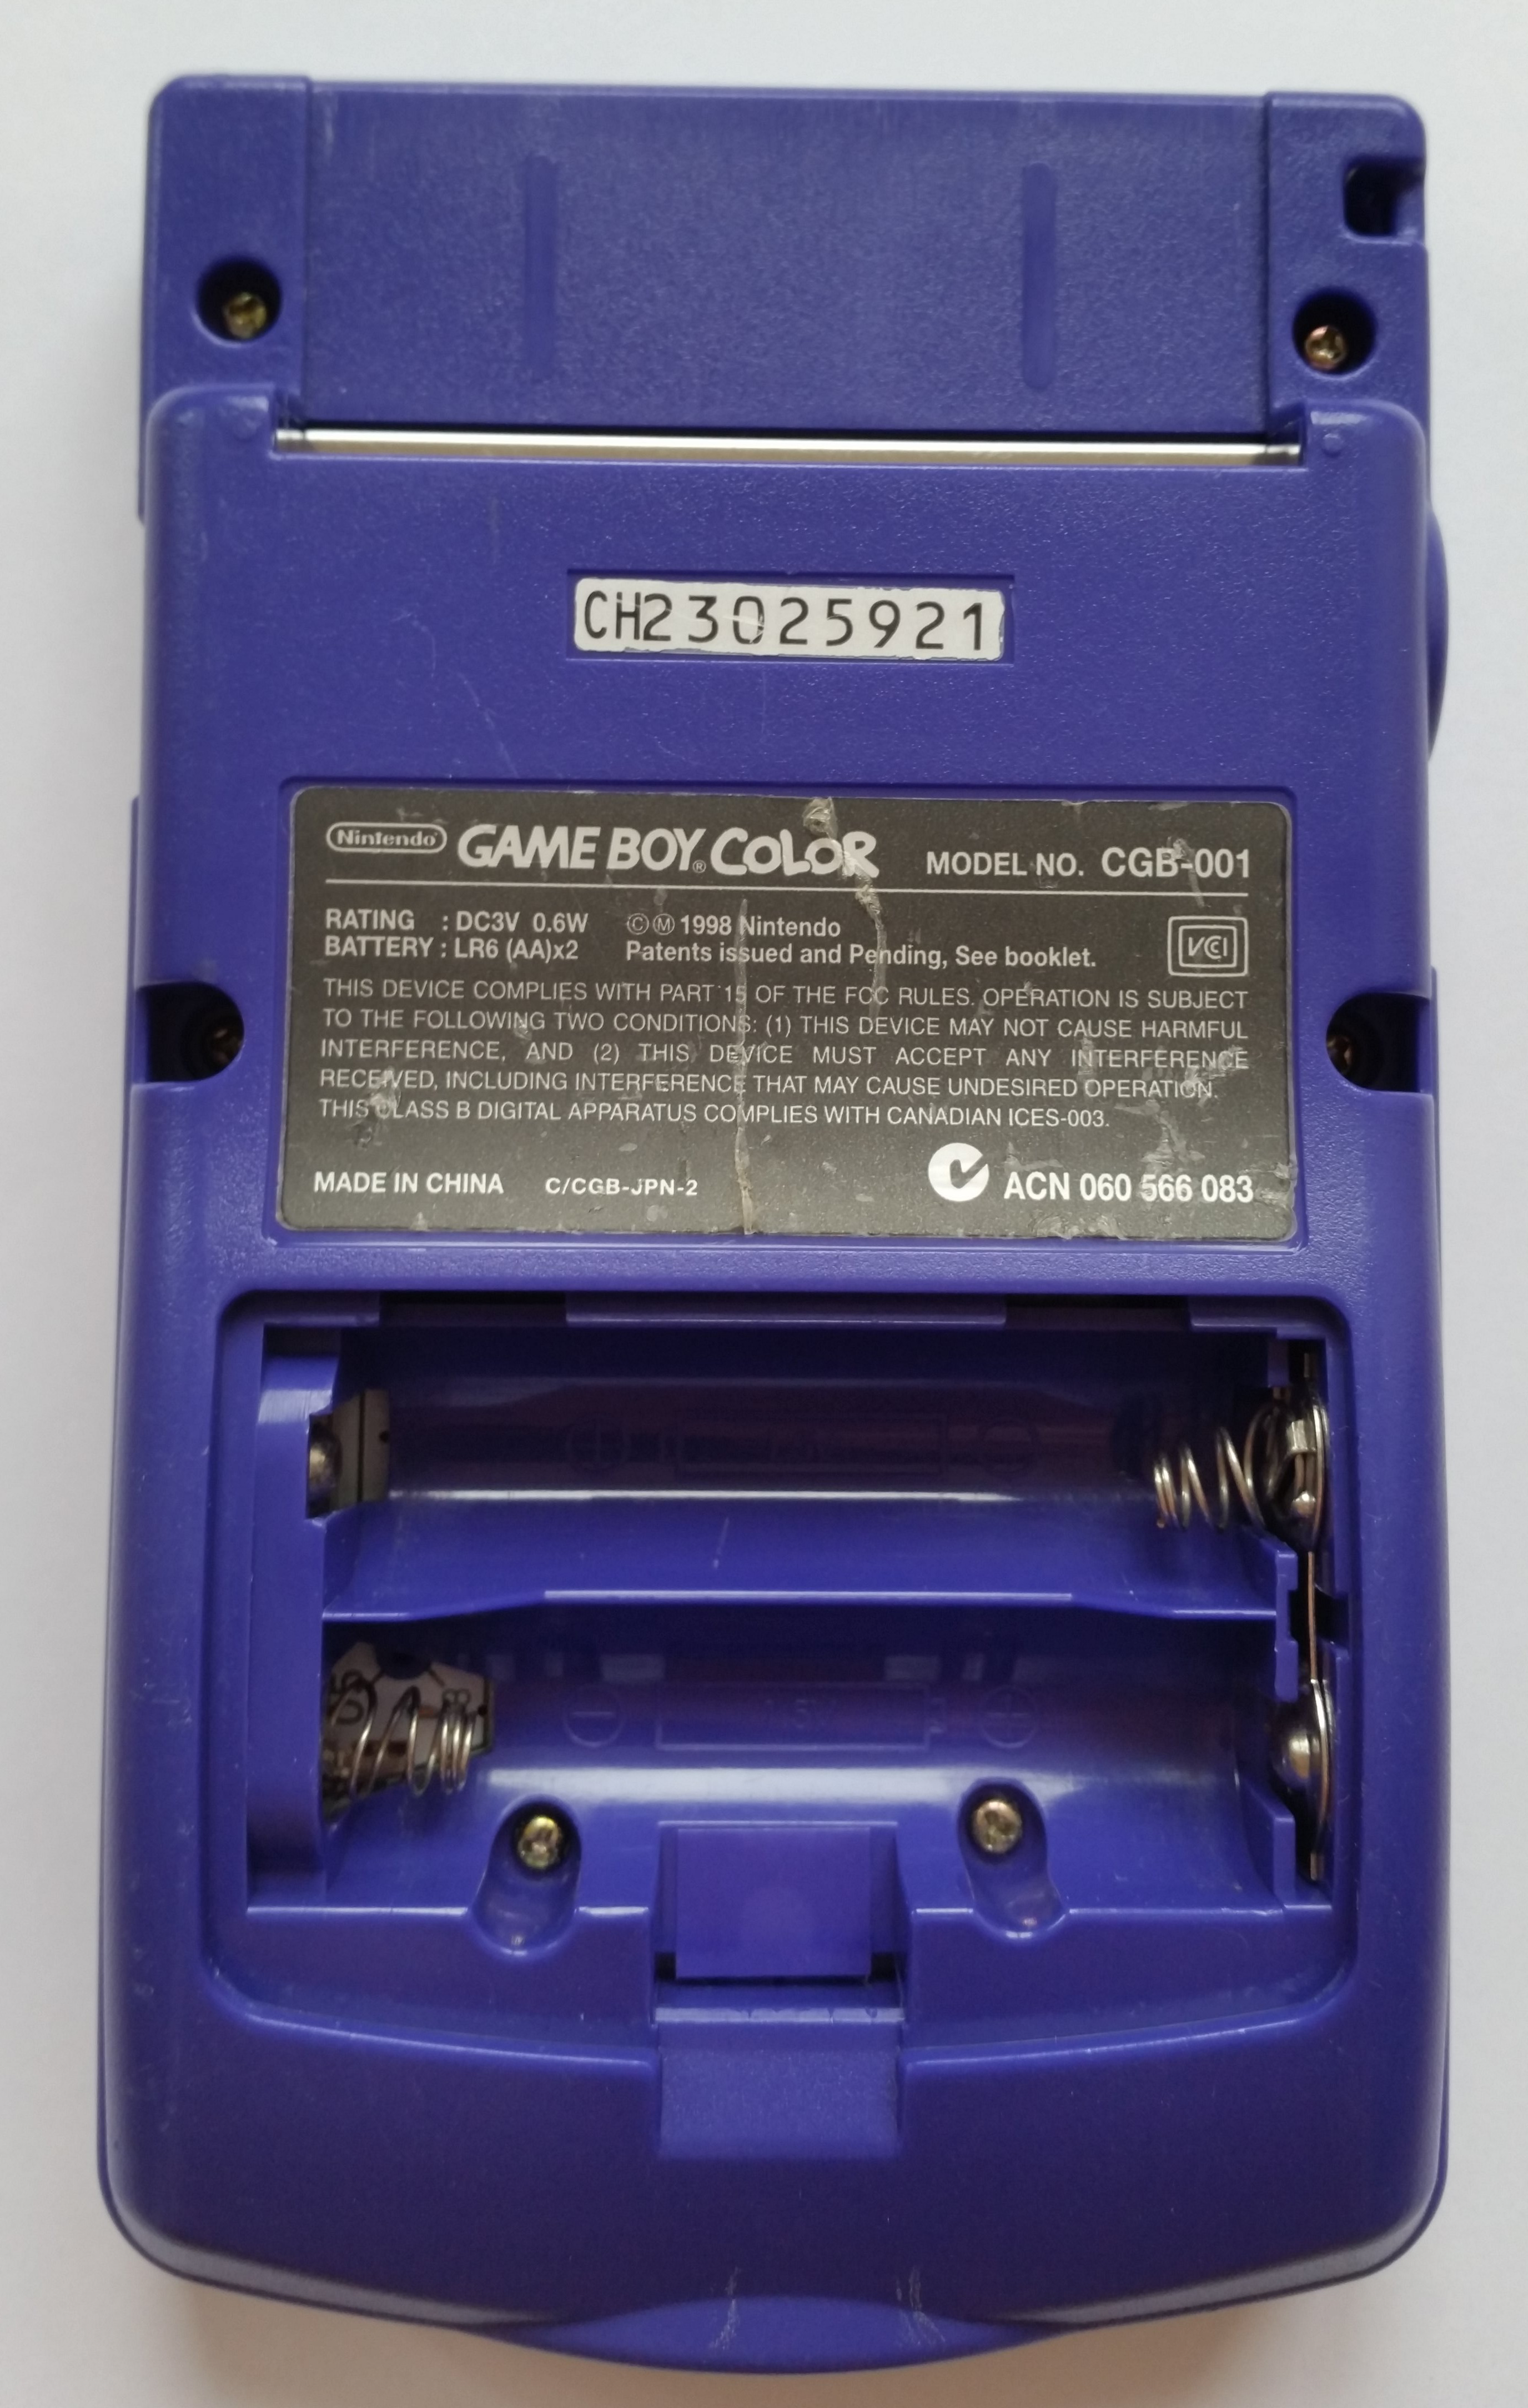 CH23025921
Nintendo GAME BOY® COLOR MODEL NO. CGB-001
RATING : DC3V 0.6W ©Ⓜ 1998 Nintendo
BATTERY : LR6 (AA)x2 Patents issued and Pending, See booklet.
VCCI
THIS DEVICE COMPLIES WITH PART 15 OF THE FCC RULES. OPERATION IS SUBJECT
TO THE FOLLOWING TWO CONDITIONS: (1) THIS DEVICE MAY NOT CAUSE HARMFUL
INTERFERENCE, AND (2) THIS DEVICE MUST ACCEPT ANY INTERFERENCE
RECEIVED, INCLUDING INTERFERENCE THAT MAY CAUSE UNDESIRED OPERATION.
THIS CLASS B DIGITAL APPARATUS COMPLIES WITH CANADIAN ICES-003.
MADE IN CHINA C/CGB-JPN-2 ACN 060 566 083
− 1.5V +